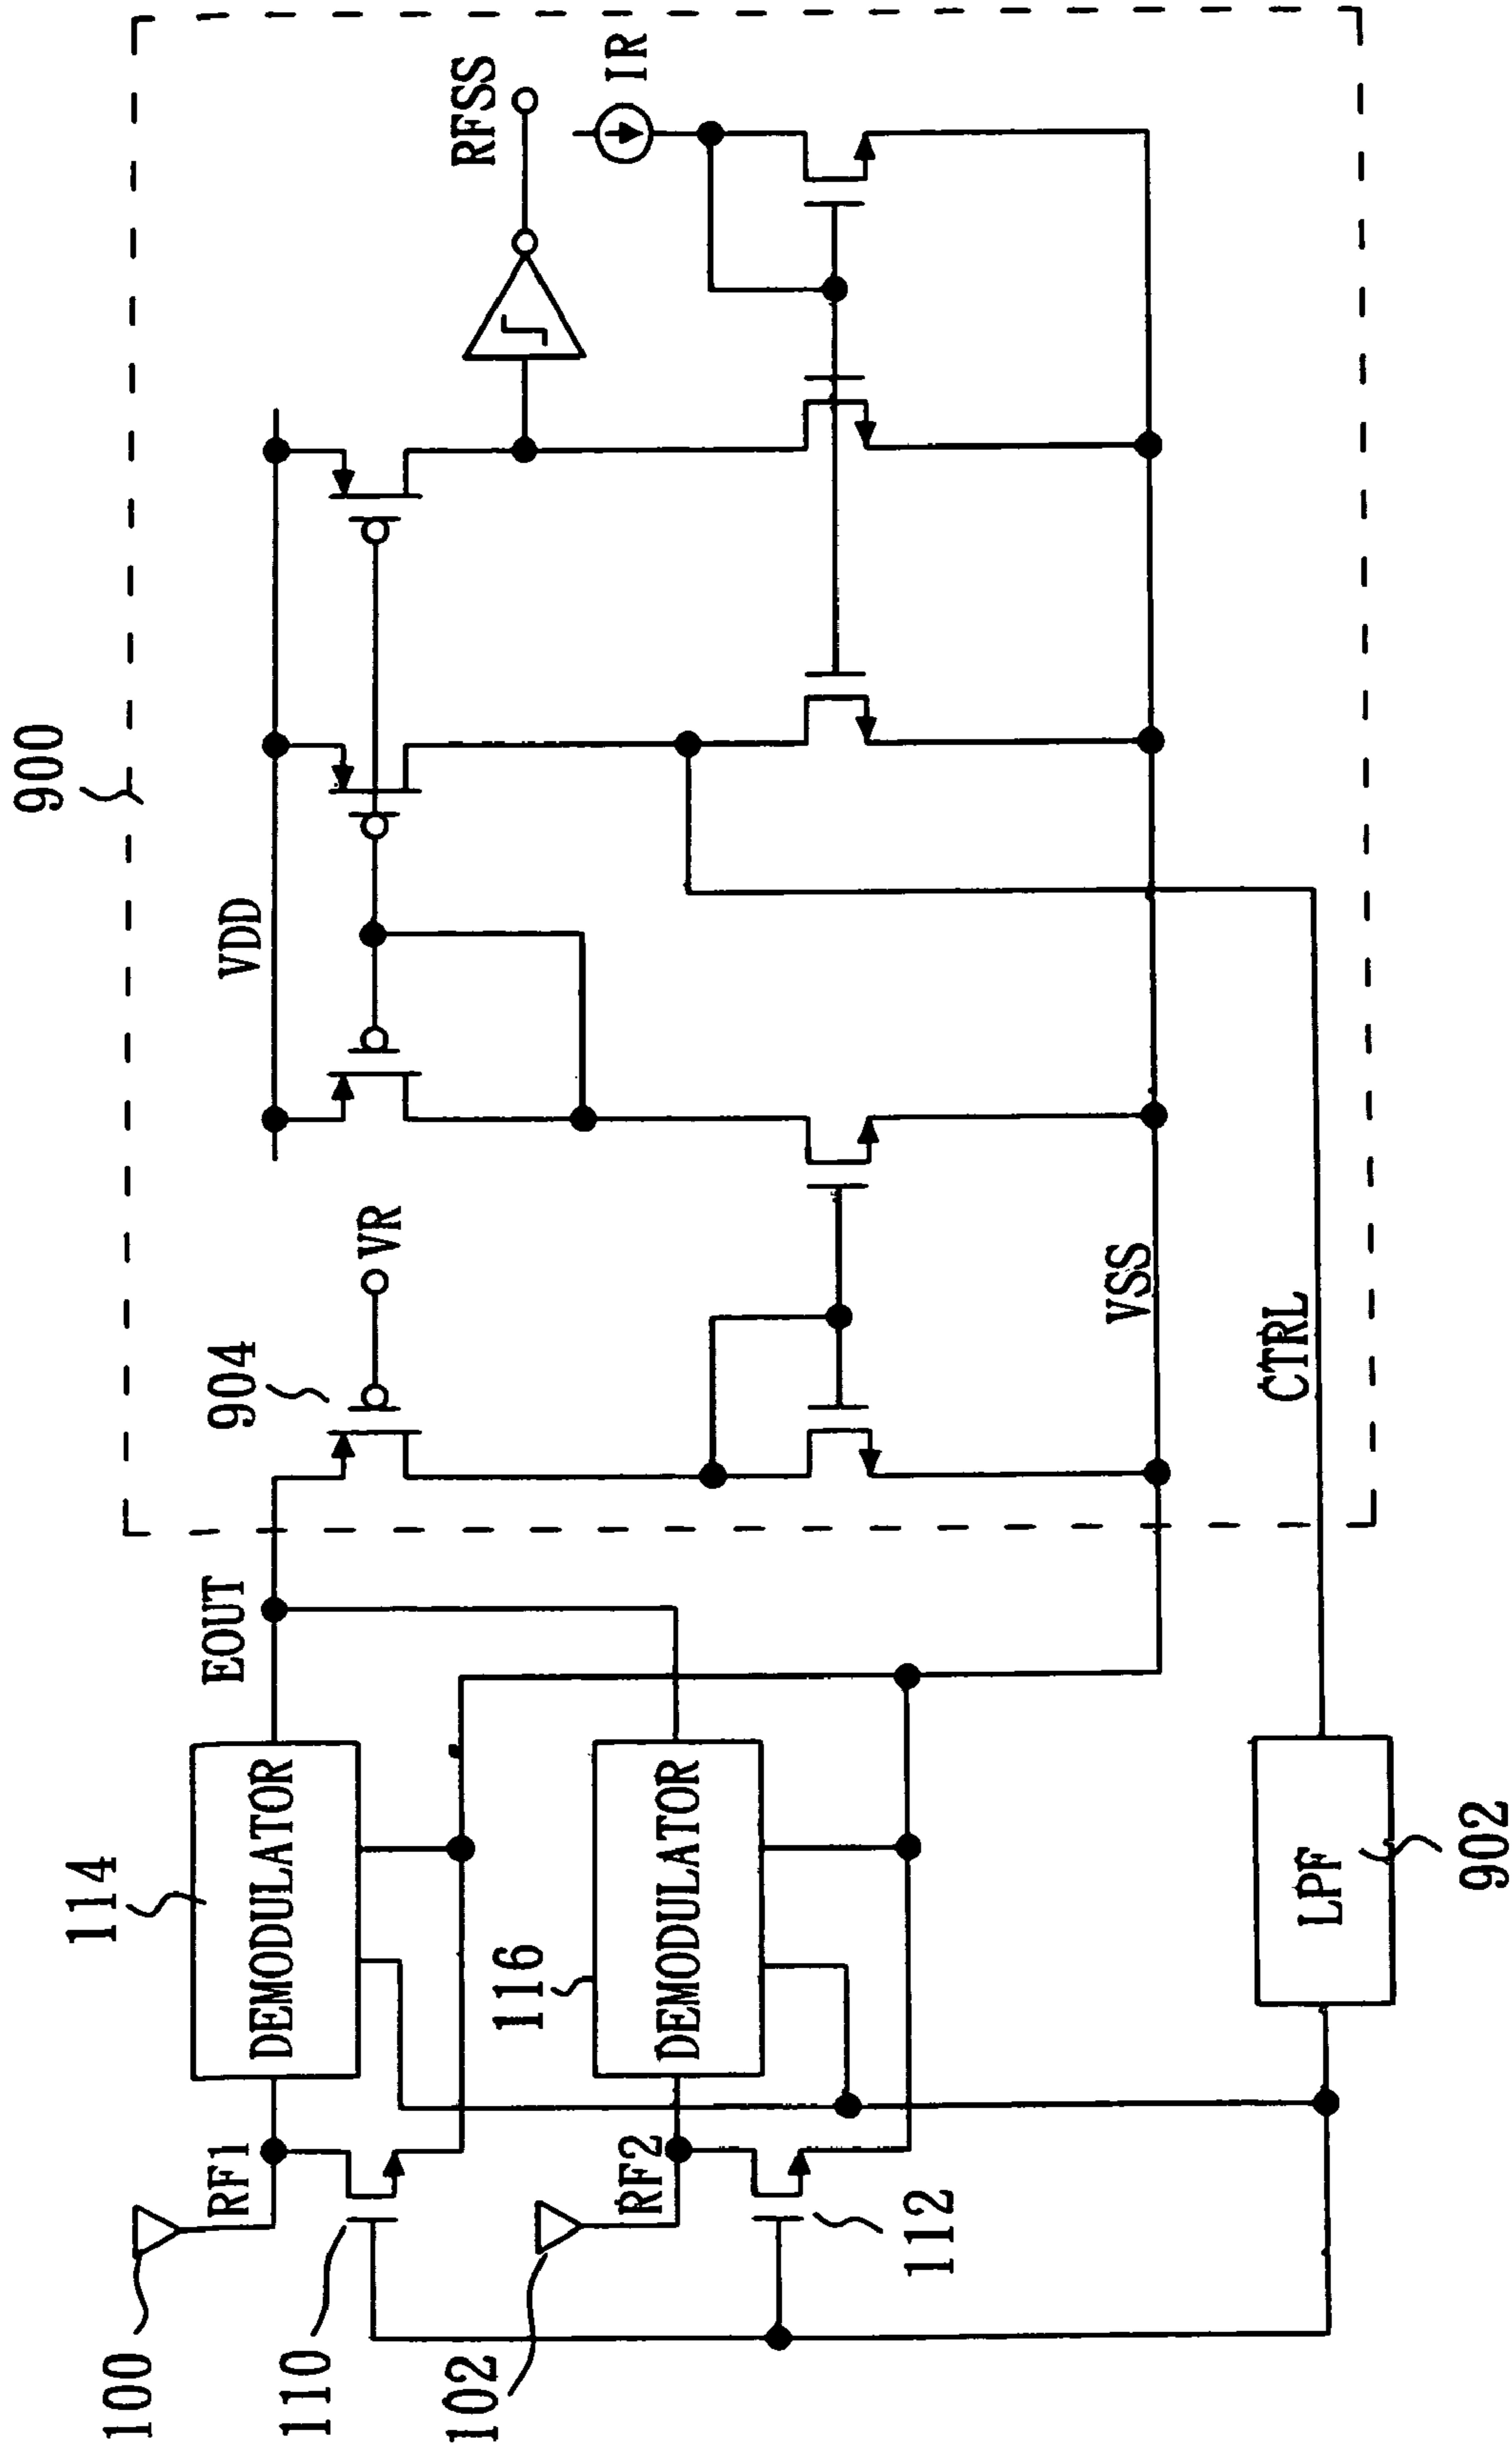 900
RFSS
IR
VDD
904
VR
VSS
CTRL
EOUT
114
DEMODULATOR
116
DEMODULATOR
LPF
902
RF1
RF2
100
110
102
112